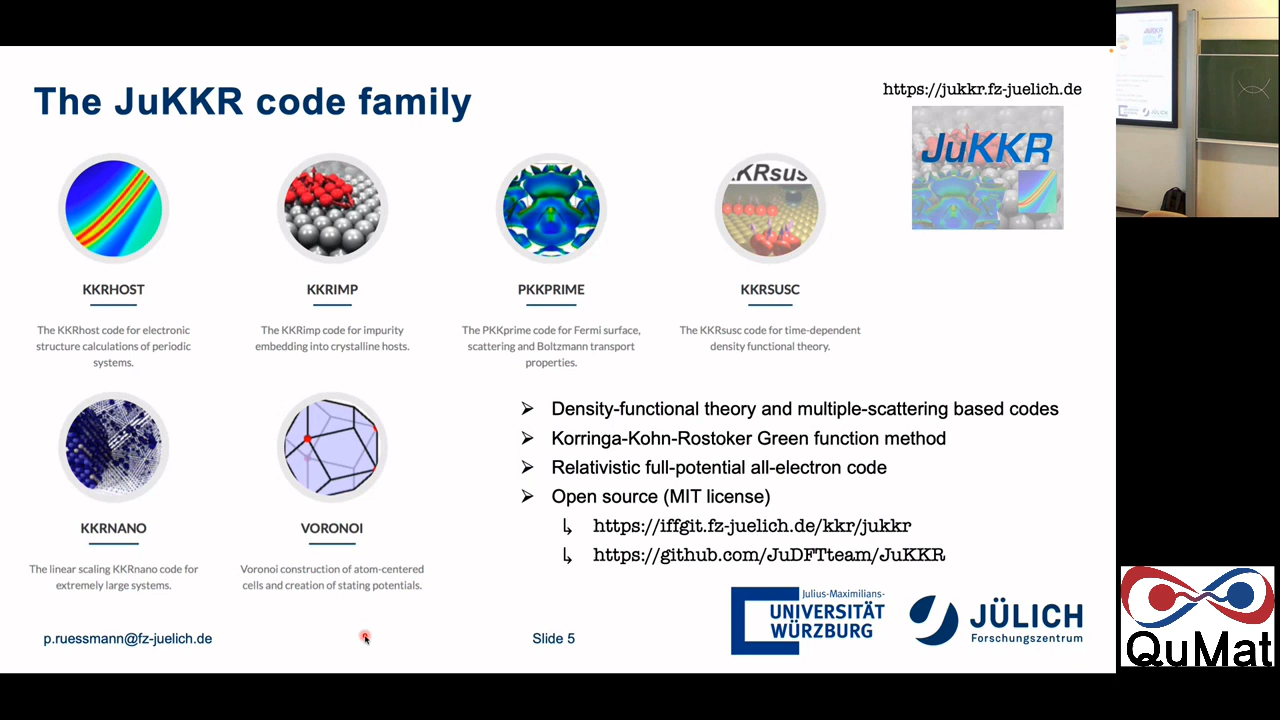 The JuKKR code family
https://jukkr.fz-juelich.de
JuKKR
KKRsus
KKRHOST
The KKRhost code for electronic
structure calculations of periodic
systems.
KKRIMP
The KKRimp code for impurity
embedding into crystalline hosts.
PKKPRIME
The PKKprime code for Fermi surface,
scattering and Boltzmann transport
properties.
KKRSUSC
The KKRsusc code for time-dependent
density functional theory.
KKRNANO
The linear scaling KKRnano code for
extremely large systems.
VORONOI
Voronoi construction of atom-centered
cells and creation of stating potentials.
➢ Density-functional theory and multiple-scattering based codes
➢ Korringa-Kohn-Rostoker Green function method
➢ Relativistic full-potential all-electron code
➢ Open source (MIT license)
↳ https://iffgit.fz-juelich.de/kkr/jukkr
↳ https://github.com/JuDFTteam/JuKKR
p.ruessmann@fz-juelich.de
Slide 5
Julius-Maximilians-
UNIVERSITÄT
WÜRZBURG
JÜLICH
Forschungszentrum
QuMat